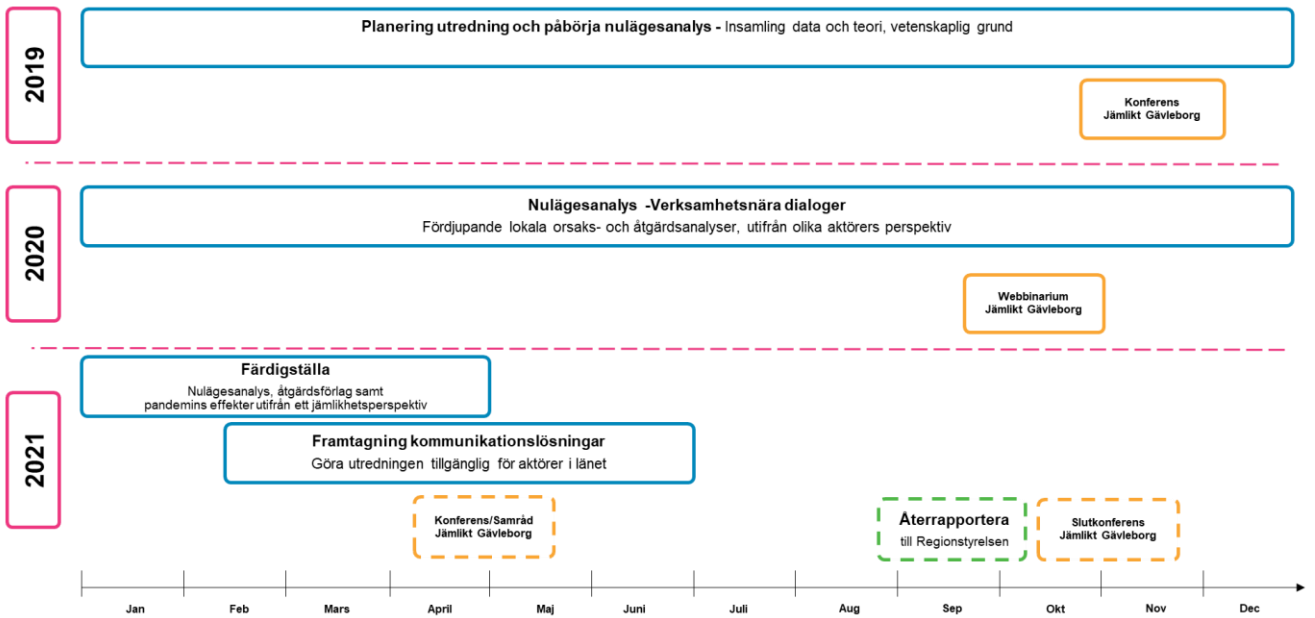 2019
Planering utredning och påbörja nulägesanalys - Insamling data och teori, vetenskaplig grund
Konferens
Jämlikt Gävleborg
2020
Nulägesanalys -Verksamhetsnära dialoger
Fördjupande lokala orsaks- och åtgärdsanalyser, utifrån olika aktörers perspektiv
Webbinarium
Jämlikt Gävleborg
2021
Färdigställa
Nulägesanalys, åtgärdsförlag samt
pandemins effekter utifrån ett jämlikhetsperspektiv
Framtagning kommunikationslösningar
Göra utredningen tillgänglig för aktörer i länet
Konferens/Samråd
Jämlikt Gävleborg
Återrapportera
till Regionstyrelsen
Slutkonferens
Jämlikt Gävleborg
Jan Feb Mars April Maj Juni Juli Aug Sep Okt Nov Dec